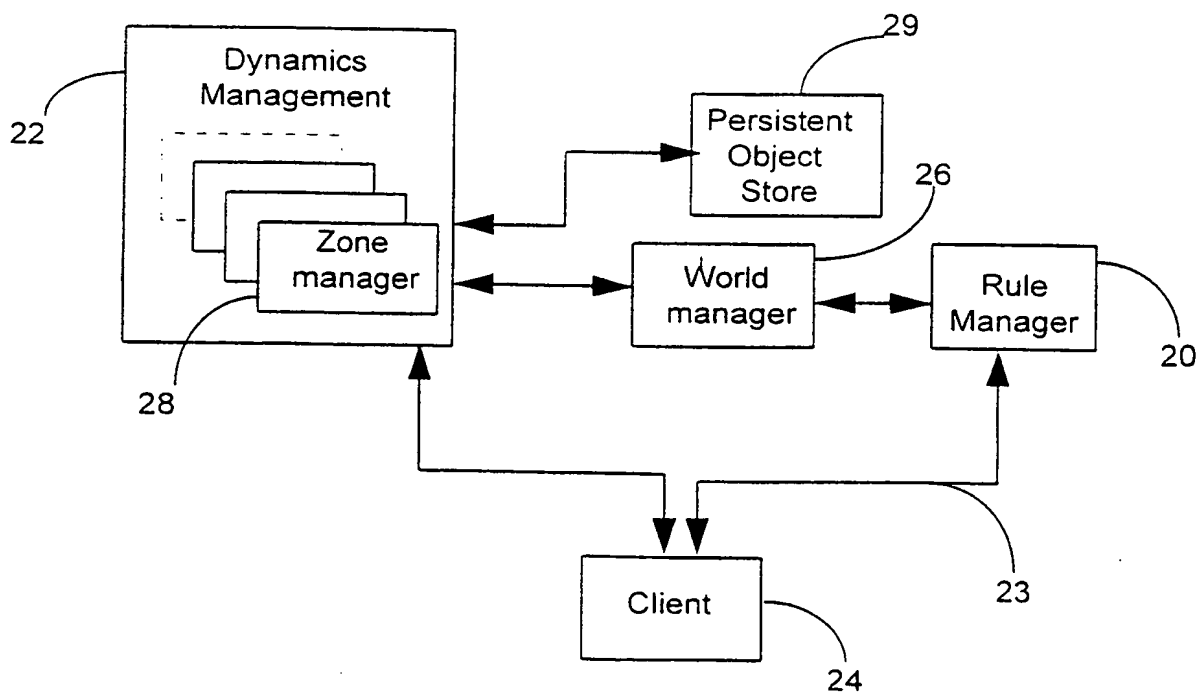 29
Dynamics
Management
22
Persistent
Object
Store
26
Zone
manager
World
manager
Rule
Manager
20
28
23
Client
24